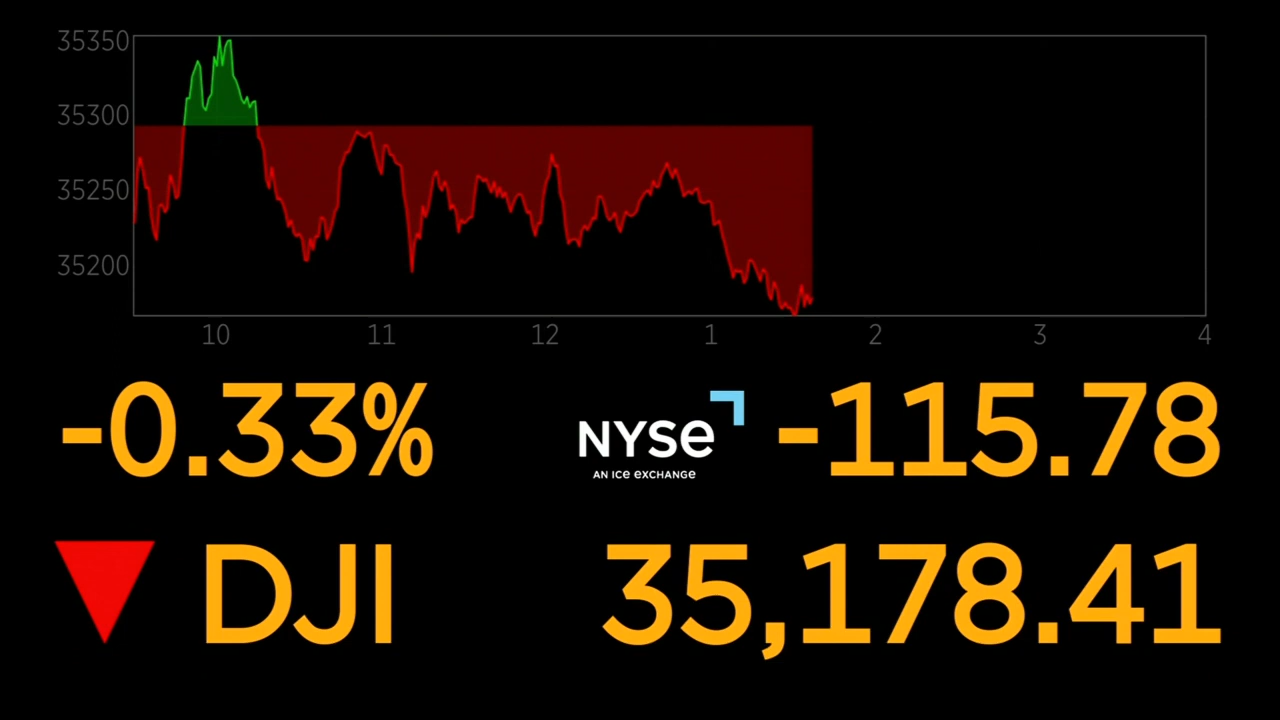 35350
35300
35250
35200
10 11 12 1 2 3 4
-0.33% NYSE -115.78
AN ICE EXCHANGE
DJI 35,178.41